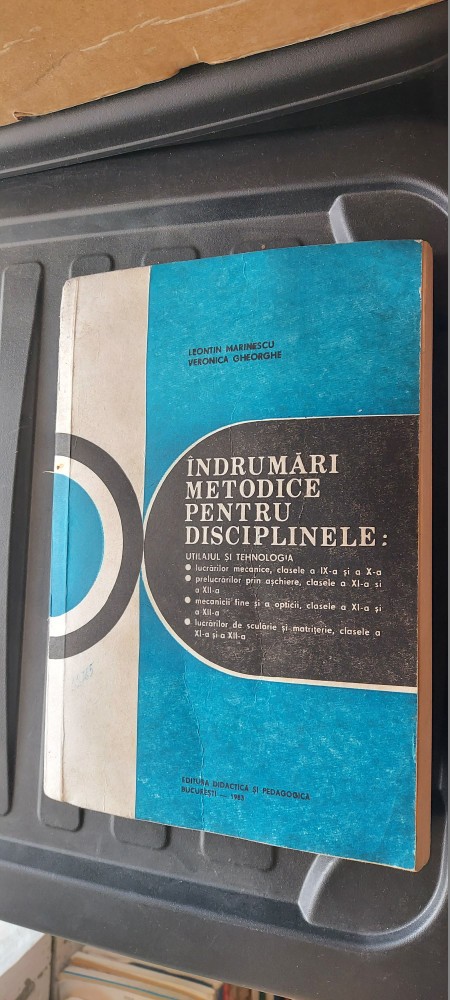 LEONTIN MARINESCU
VERONICA GHEORGHE
ÎNDRUMĂRI
METODICE
PENTRU
DISCIPLINELE:
UTILAJUL ȘI TEHNOLOGIA
● lucrărilor mecanice, clasele a IX-a și a X-a
● prelucrărilor prin așchiere, clasele a XI-a si
a XII-a
● mecanicii fine și a opticii, clasele a XI-a și
a XII-a
● lucrărilor de sculărie și matrițerie, clasele a
XI-a și a XII-a
EDITURA DIDACTICĂ ȘI PEDAGOGICĂ
BUCUREȘTI — 1983